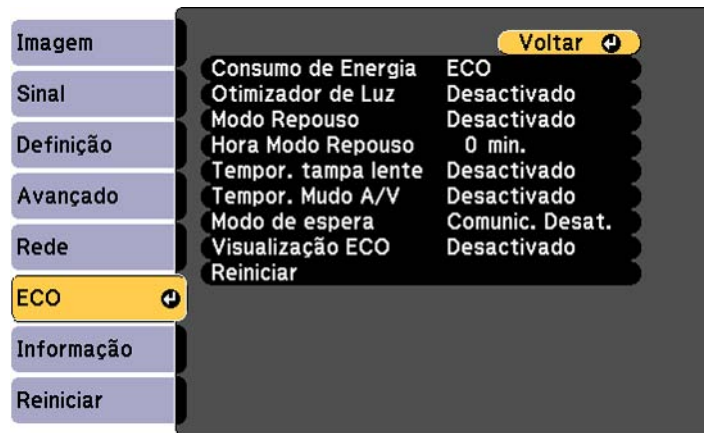 Imagem
Sinal
Definição
Avançado
Rede
ECO
Informação
Reiniciar
Voltar
Consumo de Energia ECO
Otimizador de Luz Desactivado
Modo Repouso Desactivado
Hora Modo Repouso 0 min.
Tempor. tampa lente Desactivado
Tempor. Mudo A/V Desactivado
Modo de espera Comunic. Desat.
Visualização ECO Desactivado
Reiniciar